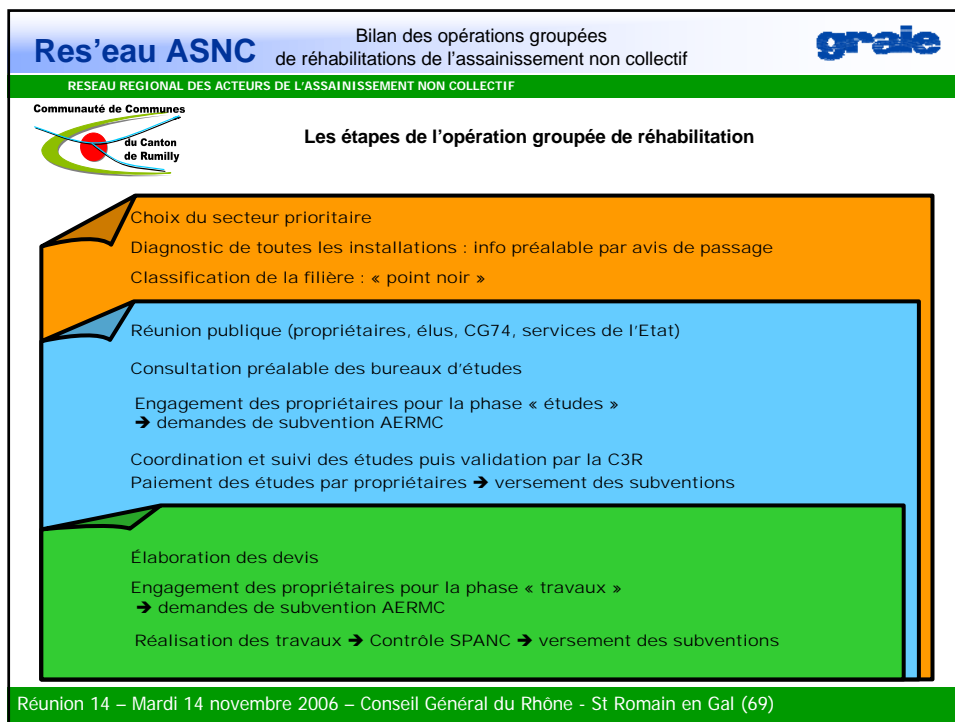 Res'eau ASNC
Bilan des opérations groupées
de réhabilitations de l'assainissement non collectif
graie
RESEAU REGIONAL DES ACTEURS DE L'ASSAINISSEMENT NON COLLECTIF
Communauté de Communes
du Canton
de Rumilly
Les étapes de l'opération groupée de réhabilitation
Choix du secteur prioritaire
Diagnostic de toutes les installations : info préalable par avis de passage
Classification de la filière : « point noir »
Réunion publique (propriétaires, élus, CG74, services de l'Etat)
Consultation préalable des bureaux d'études
Engagement des propriétaires pour la phase « études »
➔ demandes de subvention AERMC
Coordination et suivi des études puis validation par la C3R
Paiement des études par propriétaires ➔ versement des subventions
Élaboration des devis
Engagement des propriétaires pour la phase « travaux »
➔ demandes de subvention AERMC
Réalisation des travaux ➔ Contrôle SPANC ➔ versement des subventions
Réunion 14 – Mardi 14 novembre 2006 – Conseil Général du Rhône - St Romain en Gal (69)